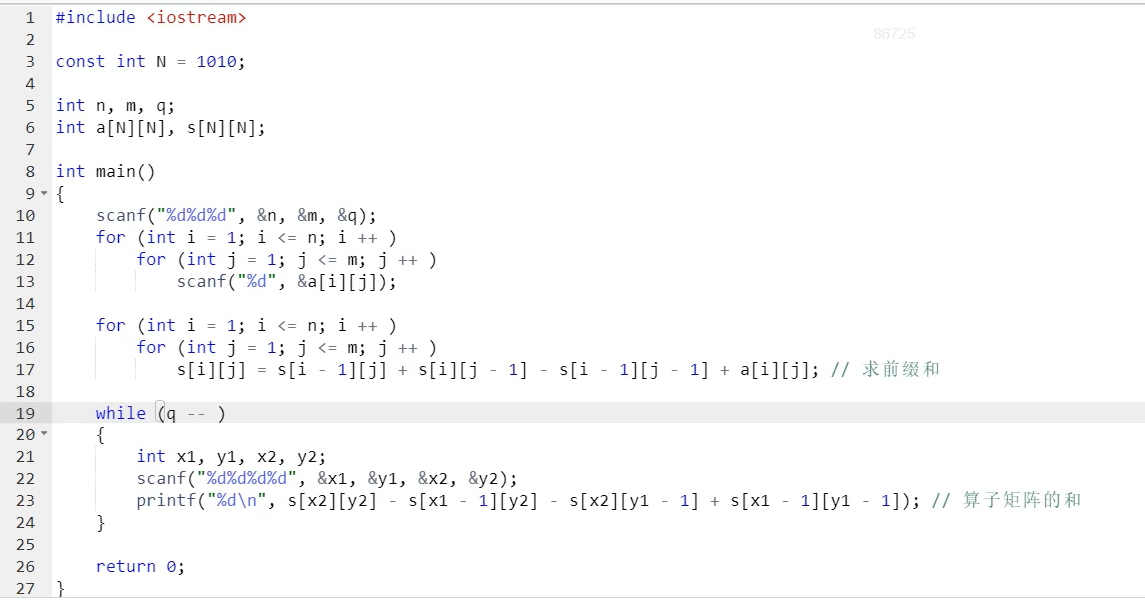 1 #include <iostream>
86725
2
3 const int N = 1010;
4
5 int n, m, q;
6 int a[N][N], s[N][N];
7
8 int main()
9 {
10 scanf("%d%d%d", &n, &m, &q);
11 for (int i = 1; i <= n; i ++ )
12 for (int j = 1; j <= m; j ++ )
13 scanf("%d", &a[i][j]);
14
15 for (int i = 1; i <= n; i ++ )
16 for (int j = 1; j <= m; j ++ )
17 s[i][j] = s[i - 1][j] + s[i][j - 1] - s[i - 1][j - 1] + a[i][j]; // 求前缀和
18
19 while (q -- )
20 {
21 int x1, y1, x2, y2;
22 scanf("%d%d%d%d", &x1, &y1, &x2, &y2);
23 printf("%d\n", s[x2][y2] - s[x1 - 1][y2] - s[x2][y1 - 1] + s[x1 - 1][y1 - 1]); // 算子矩阵的和
24 }
25
26 return 0;
27 }